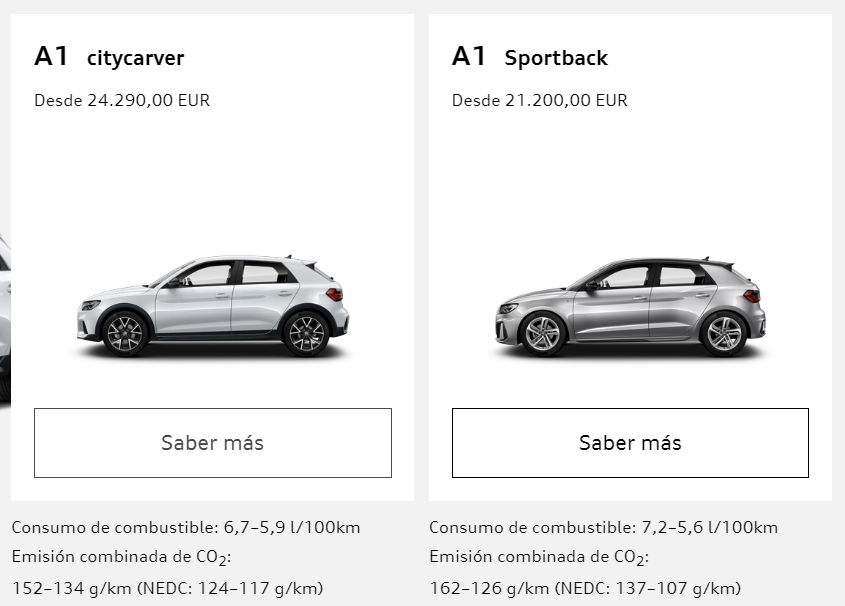 A1 citycarver
Desde 24.290,00 EUR
Saber más
Consumo de combustible: 6,7–5,9 l/100km
Emisión combinada de CO2:
152–134 g/km (NEDC: 124–117 g/km)
A1 Sportback
Desde 21.200,00 EUR
Saber más
Consumo de combustible: 7,2–5,6 l/100km
Emisión combinada de CO2:
162–126 g/km (NEDC: 137–107 g/km)